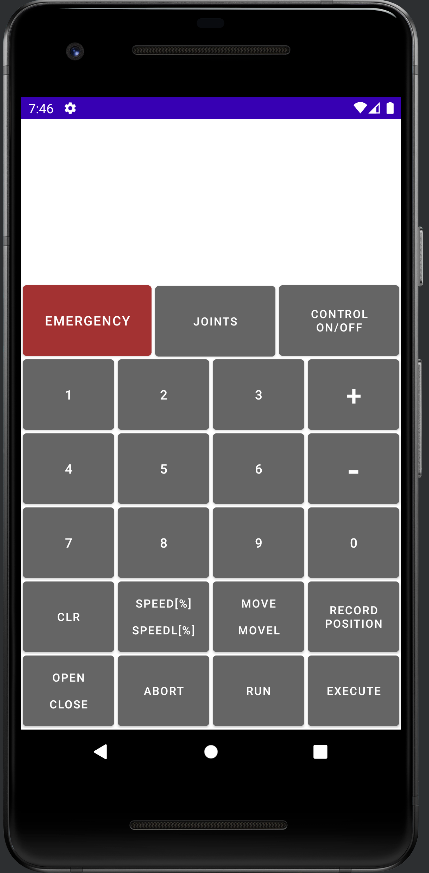 7:46
EMERGENCY
JOINTS
CONTROL
ON/OFF
1
2
3
+
4
5
6
-
7
8
9
0
CLR
SPEED[%]
SPEEDL[%]
MOVE
MOVEL
RECORD
POSITION
OPEN
CLOSE
ABORT
RUN
EXECUTE